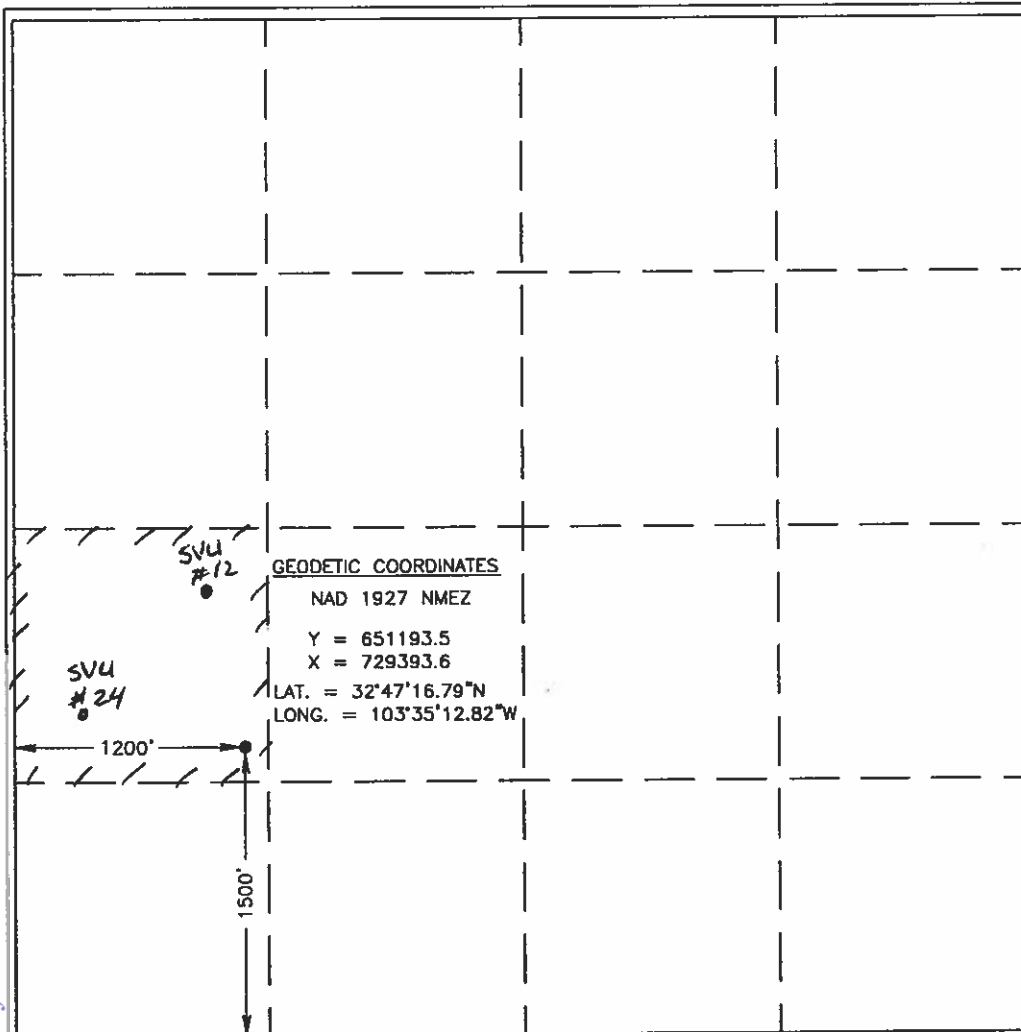 SVU
#12
GEODETIC COORDINATES
NAD 1927 NMEZ
Y = 651193.5
X = 729393.6
LAT. = 32°47'16.79"N
LONG. = 103°35'12.82"W
SVU
#24
1200'
1500'